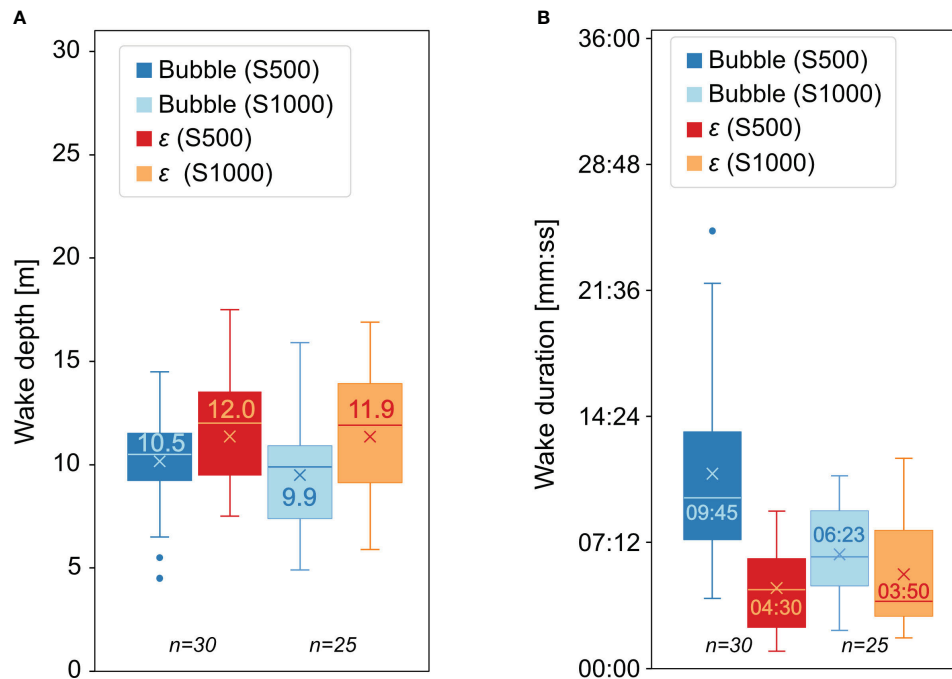 A
Wake depth [m]
30
25
20
15
10
5
0
Bubble (S500)
Bubble (S1000)
ε (S500)
ε (S1000)
10.5
12.0
9.9
11.9
n=30
n=25
B
Wake duration [mm:ss]
36:00
28:48
21:36
14:24
07:12
00:00
Bubble (S500)
Bubble (S1000)
ε (S500)
ε (S1000)
09:45
04:30
06:23
03:50
n=30
n=25